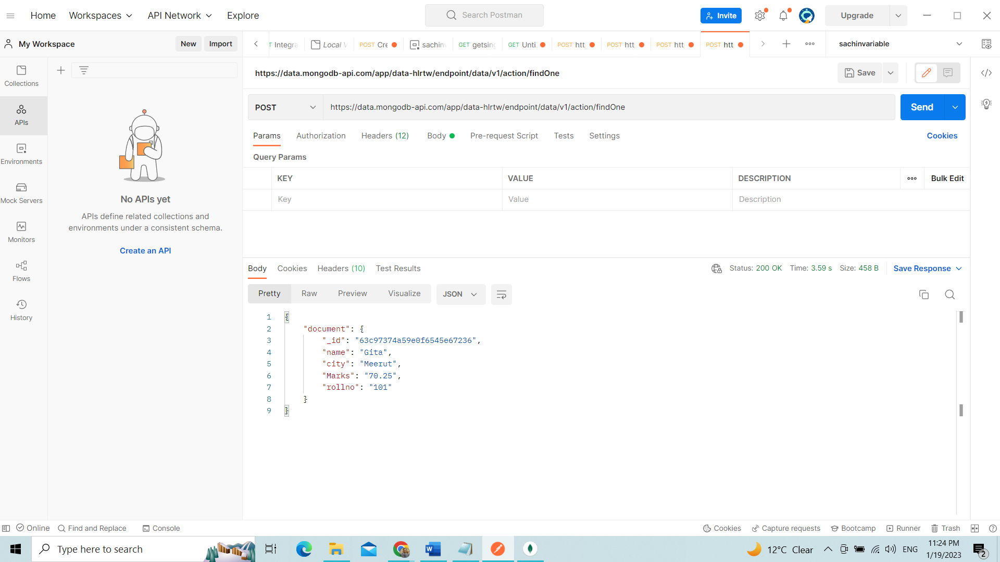 Home Workspaces API Network Explore Search Postman Invite Upgrade
My Workspace New Import Integra Local V POST Cre sachinv GET getsing GET Unti POST htt POST htt POST htt POST htt sachinvariable
https://data.mongodb-api.com/app/data-hlrtw/endpoint/data/v1/action/findOne Save
POST https://data.mongodb-api.com/app/data-hlrtw/endpoint/data/v1/action/findOne Send
Params Authorization Headers (12) Body Pre-request Script Tests Settings Cookies
Query Params
KEY VALUE DESCRIPTION Bulk Edit
Key Value Description
Collections
APIs
Environments
Mock Servers
Monitors
Flows
History
No APIs yet
APIs define related collections and
environments under a consistent schema.
Create an API
Body Cookies Headers (10) Test Results Status: 200 OK Time: 3.59 s Size: 458 B Save Response
Pretty Raw Preview Visualize JSON
1 {
2 "document": {
3 "_id": "63c97374a59e0f6545e67236",
4 "name": "Gita",
5 "city": "Meerut",
6 "Marks": "70.25",
7 "rollno": "101"
8 }
9 }
Online Find and Replace Console Cookies Capture requests Bootcamp Runner Trash
Type here to search 12°C Clear ENG 11:24 PM
1/19/2023 2